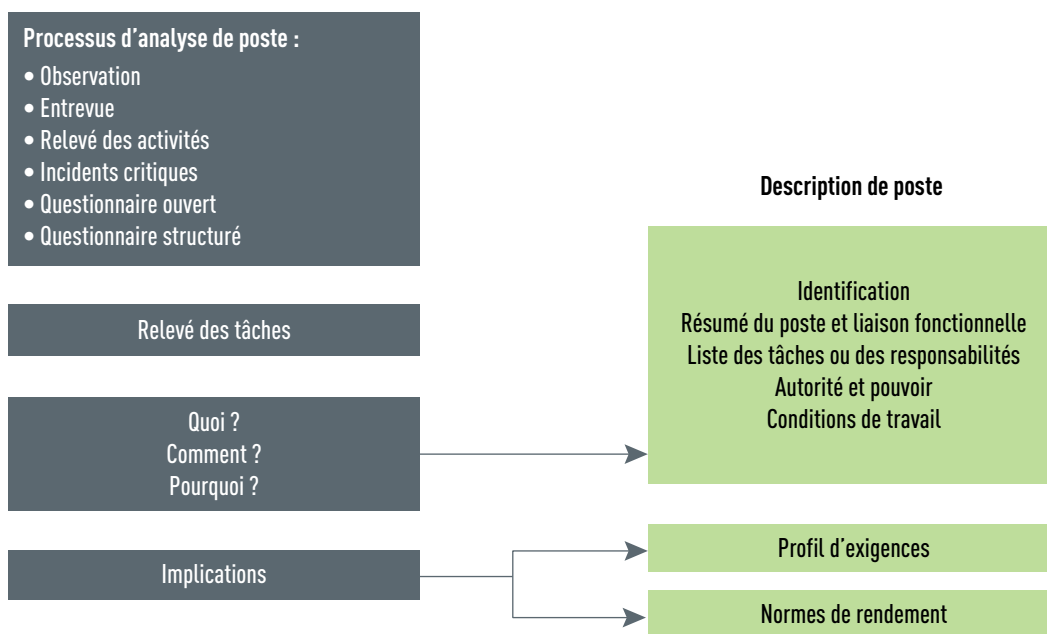 Processus d'analyse de poste :
• Observation
• Entrevue
• Relevé des activités
• Incidents critiques
• Questionnaire ouvert
• Questionnaire structuré
Relevé des tâches
Quoi ?
Comment ?
Pourquoi ?
Implications
Description de poste
Identification
Résumé du poste et liaison fonctionnelle
Liste des tâches ou des responsabilités
Autorité et pouvoir
Conditions de travail
Profil d'exigences
Normes de rendement